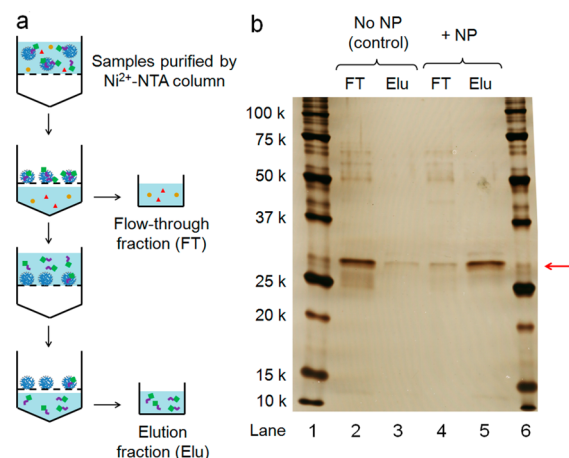 a
Samples purified by
Ni2+-NTA column
Flow-through
fraction (FT)
Elution
fraction (Elu)
b
No NP
(control)
+ NP
FT Elu FT Elu
100 k
75 k
50 k
37 k
25 k
20 k
15 k
10 k
Lane 1 2 3 4 5 6